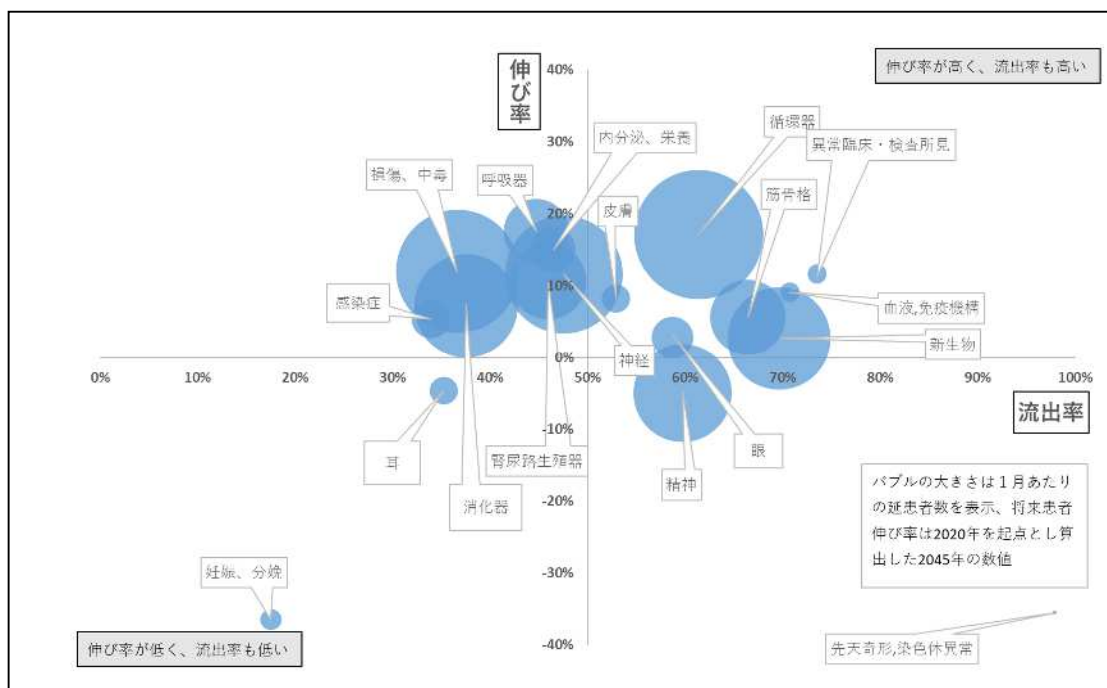 40%
伸び率
伸び率が高く、流出率も高い
30%
内分泌、栄養
循環器
異常臨床・検査所見
損傷、中毒
呼吸器
20%
皮膚
筋骨格
10%
感染症
血液,免疫機構
神経
新生物
0%
0%
10%
20%
30%
40%
50%
60%
70%
80%
90%
100%
流出率
-10%
耳
腎尿路生殖器
眼
精神
消化器
-20%
バブルの大きさは１月あたり
の延患者数を表示、将来患者
伸び率は2020年を起点とし算
出した2045年の数値
-30%
妊娠、分娩
伸び率が低く、流出率も低い
-40%
先天奇形,染色体異常